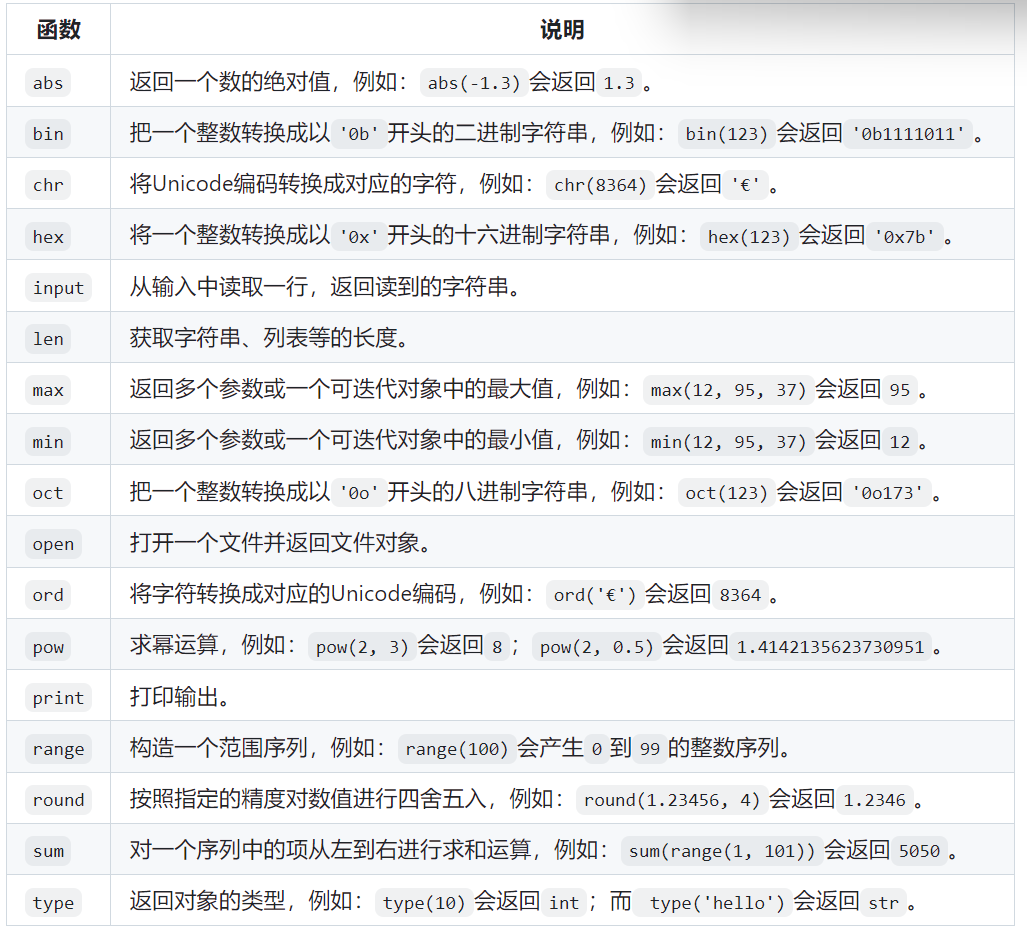 函数 说明
abs 返回一个数的绝对值，例如：abs(-1.3)会返回1.3。
bin 把一个整数转换成以'0b'开头的二进制字符串，例如：bin(123)会返回'0b1111011'。
chr 将Unicode编码转换成对应的字符，例如：chr(8364)会返回'€'。
hex 将一个整数转换成以'0x'开头的十六进制字符串，例如：hex(123)会返回'0x7b'。
input 从输入中读取一行，返回读到的字符串。
len 获取字符串、列表等的长度。
max 返回多个参数或一个可迭代对象中的最大值，例如：max(12, 95, 37)会返回95。
min 返回多个参数或一个可迭代对象中的最小值，例如：min(12, 95, 37)会返回12。
oct 把一个整数转换成以'0o'开头的八进制字符串，例如：oct(123)会返回'0o173'。
open 打开一个文件并返回文件对象。
ord 将字符转换成对应的Unicode编码，例如：ord('€')会返回8364。
pow 求幂运算，例如：pow(2, 3)会返回8；pow(2, 0.5)会返回1.4142135623730951。
print 打印输出。
range 构造一个范围序列，例如：range(100)会产生0到99的整数序列。
round 按照指定的精度对数值进行四舍五入，例如：round(1.23456, 4)会返回1.2346。
sum 对一个序列中的项从左到右进行求和运算，例如：sum(range(1, 101))会返回5050。
type 返回对象的类型，例如：type(10)会返回int；而 type('hello')会返回str。